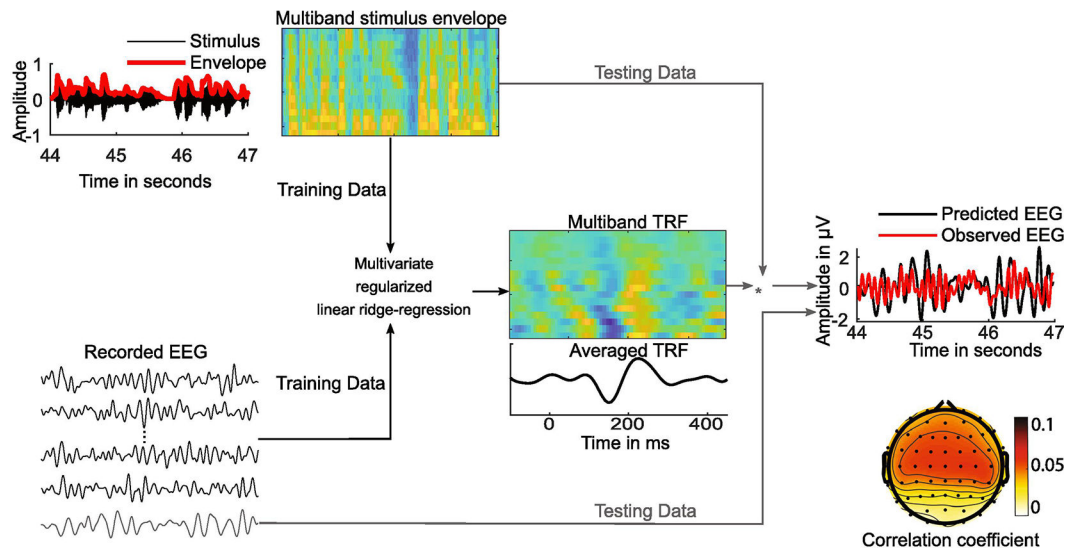 Multiband stimulus envelope
Stimulus
Envelope
Amplitude
1
0
-1
44 45 46 47
Time in seconds
Testing Data
Training Data
Multivariate
regularized
linear ridge-regression
Multiband TRF
*
Averaged TRF
0 200 400
Time in ms
Predicted EEG
Observed EEG
Amplitude in µV
2
0
-2
44 45 46 47
Time in seconds
Recorded EEG
Training Data
Testing Data
0.1
0.05
0
Correlation coefficient